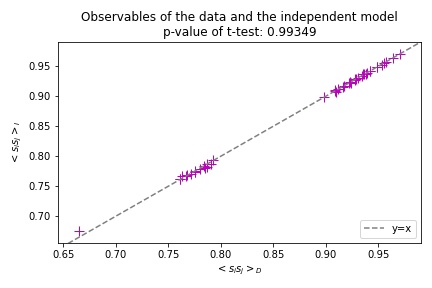 Observables of the data and the independent model
p-value of t-test: 0.99349
< s_i s_j >_I
0.95
0.90
0.85
0.80
0.75
0.70
0.65
0.70
0.75
0.80
0.85
0.90
0.95
< s_i s_j >_D
y=x